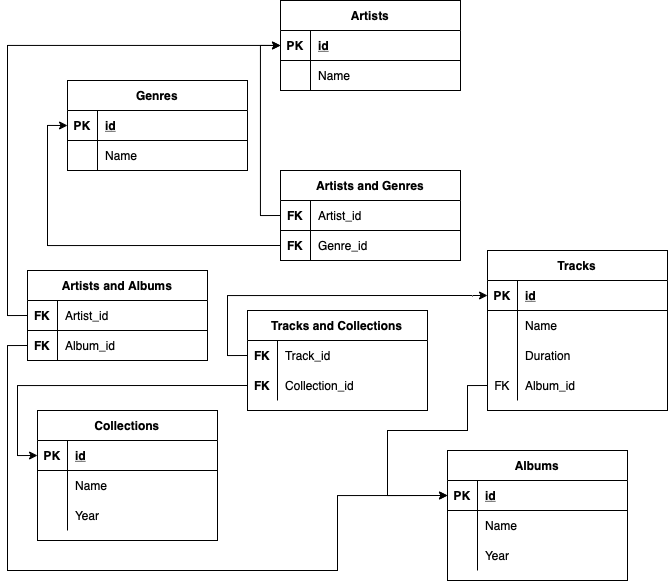 Artists
PK id
Name
Genres
PK id
Name
Artists and Genres
FK Artist_id
FK Genre_id
Artists and Albums
FK Artist_id
FK Album_id
Tracks and Collections
FK Track_id
FK Collection_id
Tracks
PK id
Name
Duration
FK Album_id
Collections
PK id
Name
Year
Albums
PK id
Name
Year